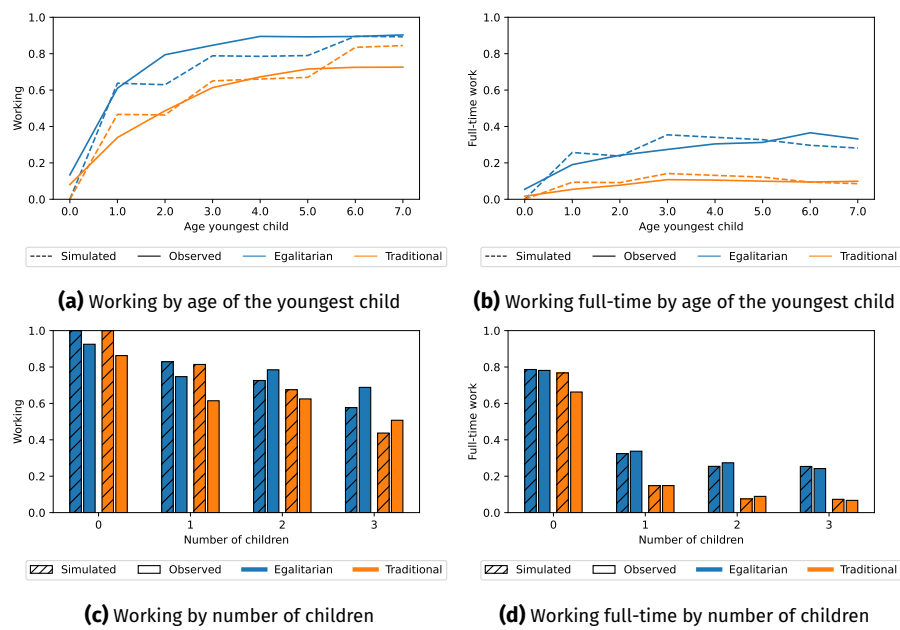 1.0
0.8
0.6
0.4
0.2
0.0
Working
0.0 1.0 2.0 3.0 4.0 5.0 6.0 7.0
Age youngest child
Simulated Observed Egalitarian Traditional
(a) Working by age of the youngest child
1.0
0.8
0.6
0.4
0.2
0.0
Full-time work
0.0 1.0 2.0 3.0 4.0 5.0 6.0 7.0
Age youngest child
Simulated Observed Egalitarian Traditional
(b) Working full-time by age of the youngest child
1.0
0.8
0.6
0.4
0.2
0.0
Working
0 1 2 3
Number of children
Simulated Observed Egalitarian Traditional
(c) Working by number of children
1.0
0.8
0.6
0.4
0.2
0.0
Full-time work
0 1 2 3
Number of children
Simulated Observed Egalitarian Traditional
(d) Working full-time by number of children